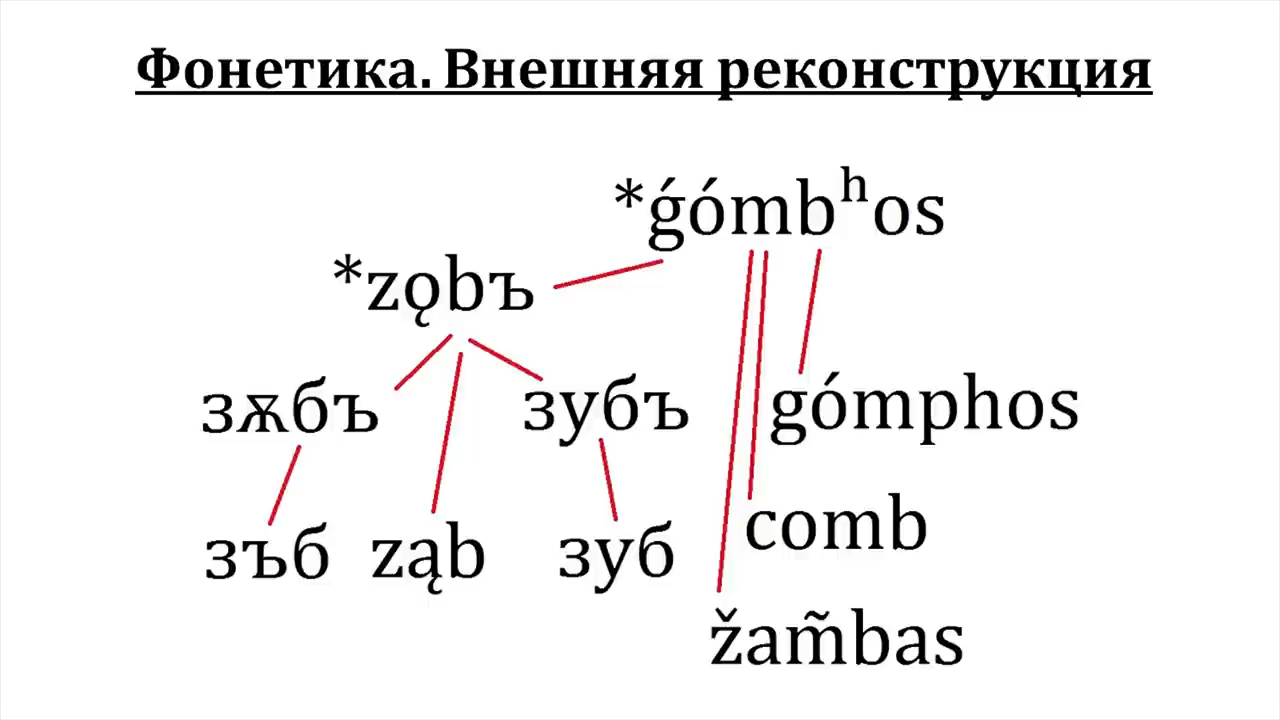 Фонетика. Внешняя реконструкция
*ǵómbʰos
*zǫbъ
зѫбъ зубъ gómphos
зъб ząb зуб comb
žam̃bas